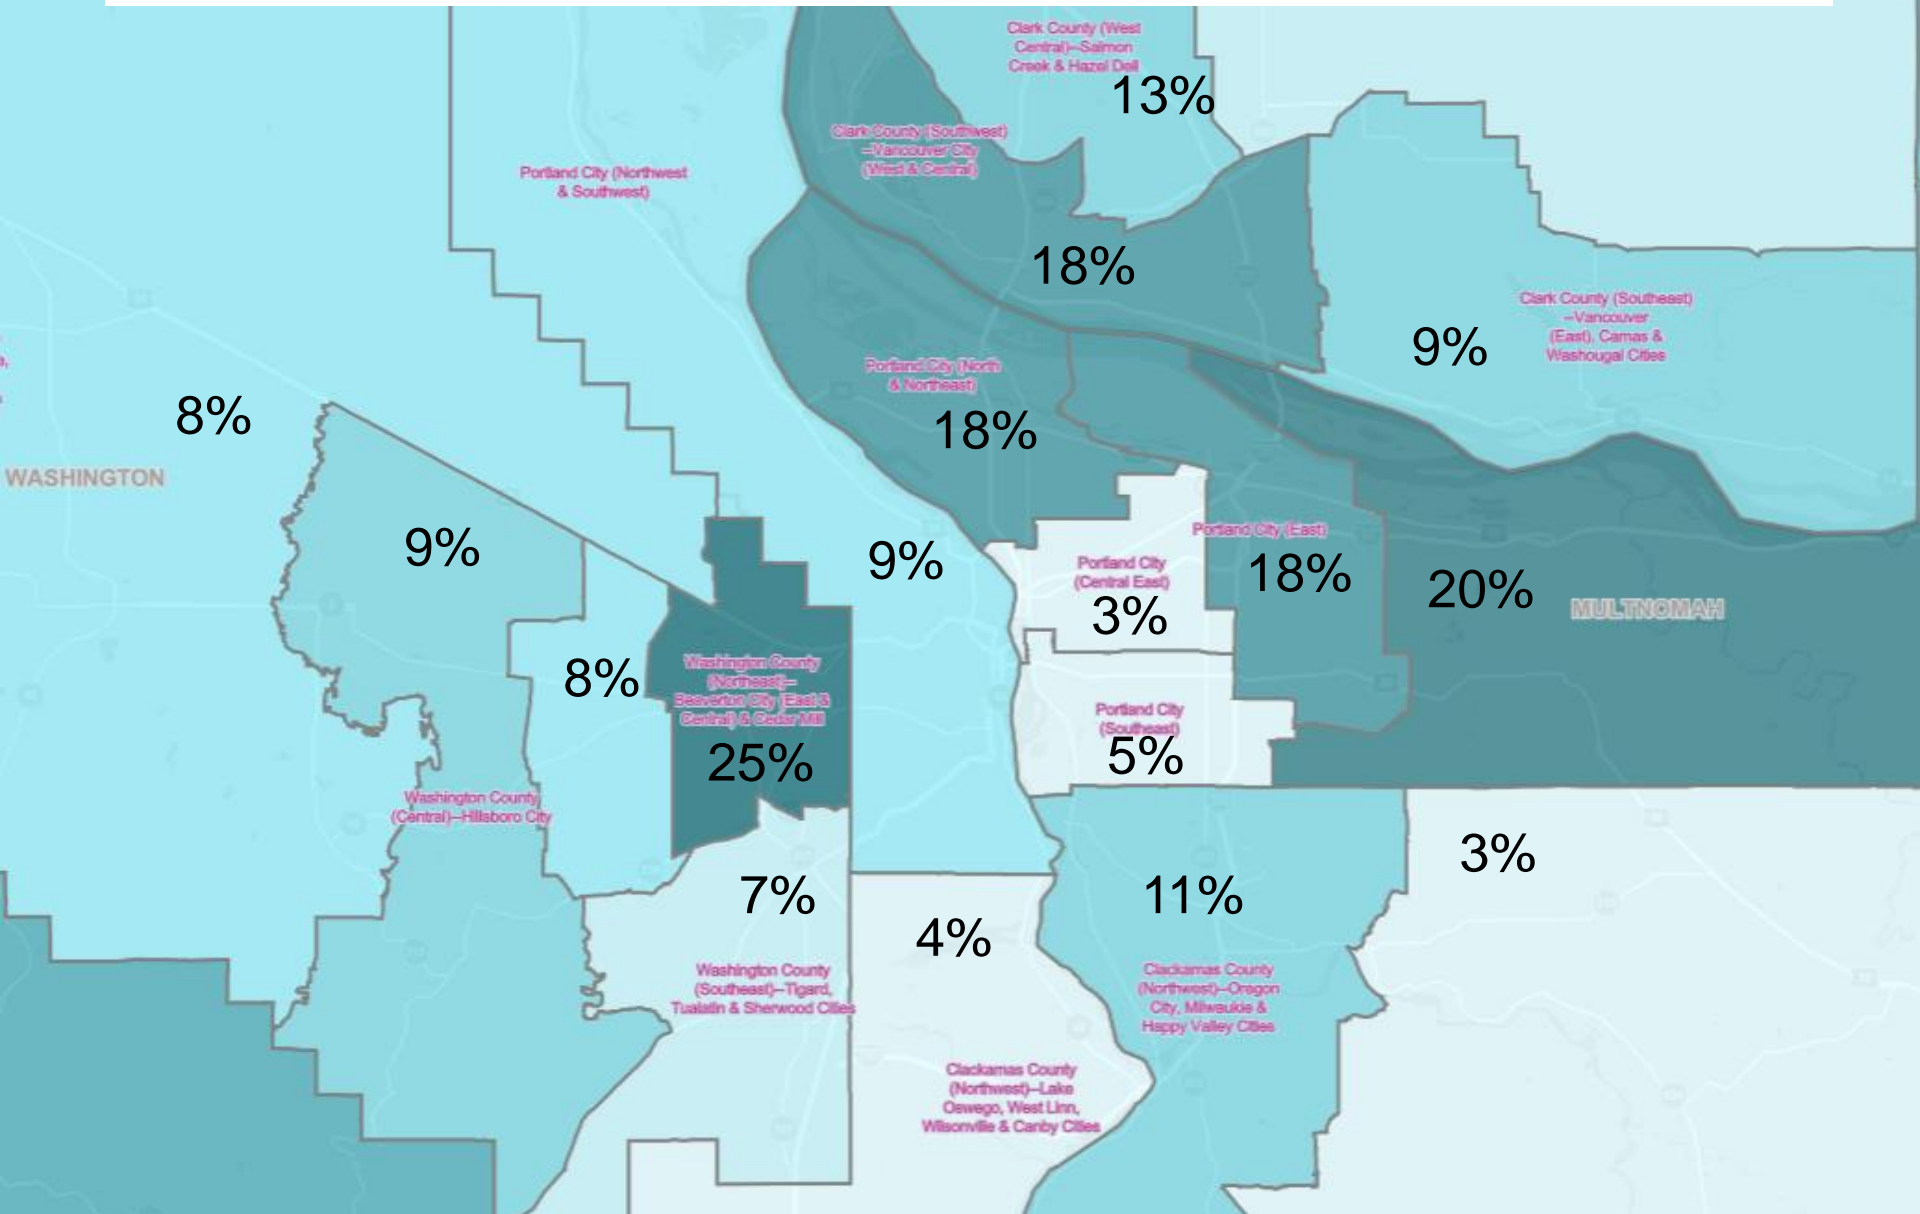 Clark County (West
Central)--Salmon
Creek & Hazel Dell
13%
Clark County (Southwest)
--Vancouver City
(West & Central)
Portland City (Northwest
& Southwest)
18%
Clark County (Southeast)
--Vancouver
(East), Camas &
Washougal Cities
9%
Portland City (North
& Northeast)
18%
8%
WASHINGTON
9%
9%
Portland City (East)
18%
20%
MULTNOMAH
Portland City
(Central East)
3%
8%
Washington County
(Northeast)--
Beaverton City (East &
Central) & Cedar Mill
25%
Portland City
(Southeast)
5%
Washington County
(Central)--Hillsboro City
7%
4%
11%
3%
Washington County
(Southeast)--Tigard,
Tualatin & Sherwood Cities
Clackamas County
(Northwest)--Oregon
City, Milwaukie &
Happy Valley Cities
Clackamas County
(Northwest)--Lake
Oswego, West Linn,
Wilsonville & Canby Cities